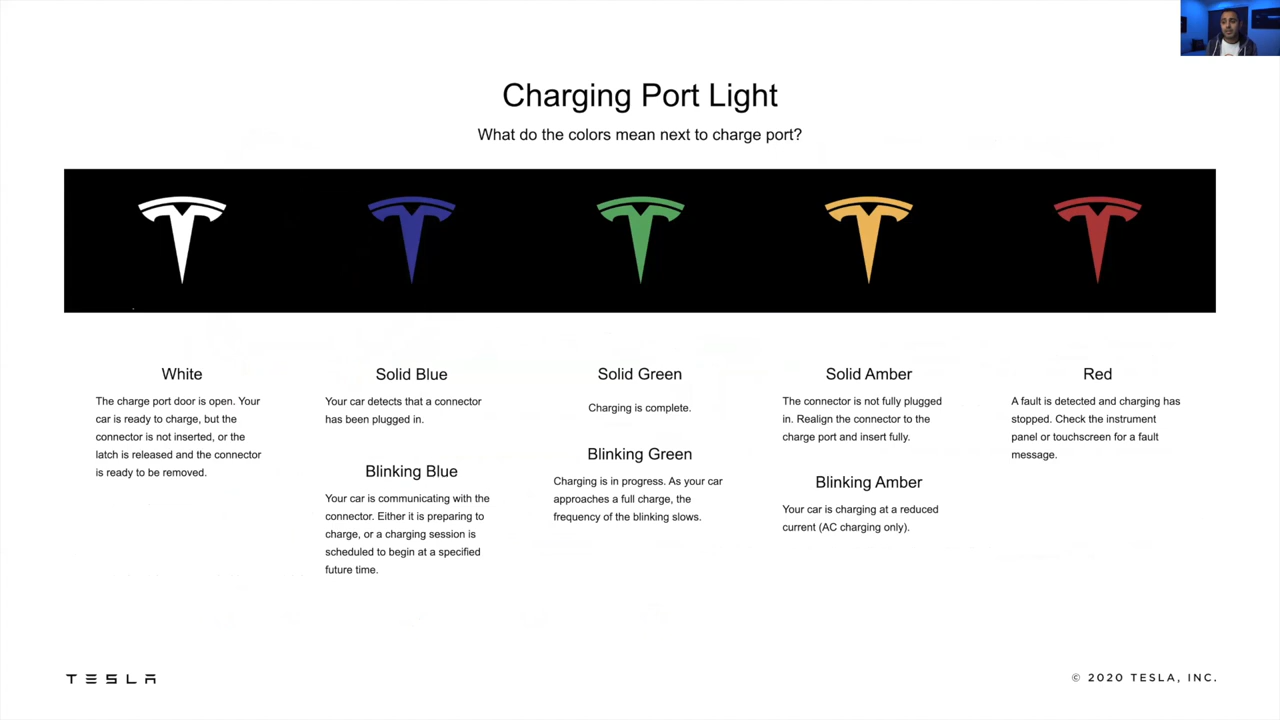 Charging Port Light
What do the colors mean next to charge port?
White
The charge port door is open. Your
car is ready to charge, but the
connector is not inserted, or the
latch is released and the connector
is ready to be removed.
Solid Blue
Your car detects that a connector
has been plugged in.
Blinking Blue
Your car is communicating with the
connector. Either it is preparing to
charge, or a charging session is
scheduled to begin at a specified
future time.
Solid Green
Charging is complete.
Blinking Green
Charging is in progress. As your car
approaches a full charge, the
frequency of the blinking slows.
Solid Amber
The connector is not fully plugged
in. Realign the connector to the
charge port and insert fully.
Blinking Amber
Your car is charging at a reduced
current (AC charging only).
Red
A fault is detected and charging has
stopped. Check the instrument
panel or touchscreen for a fault
message.
TESLA
© 2020 TESLA, INC.